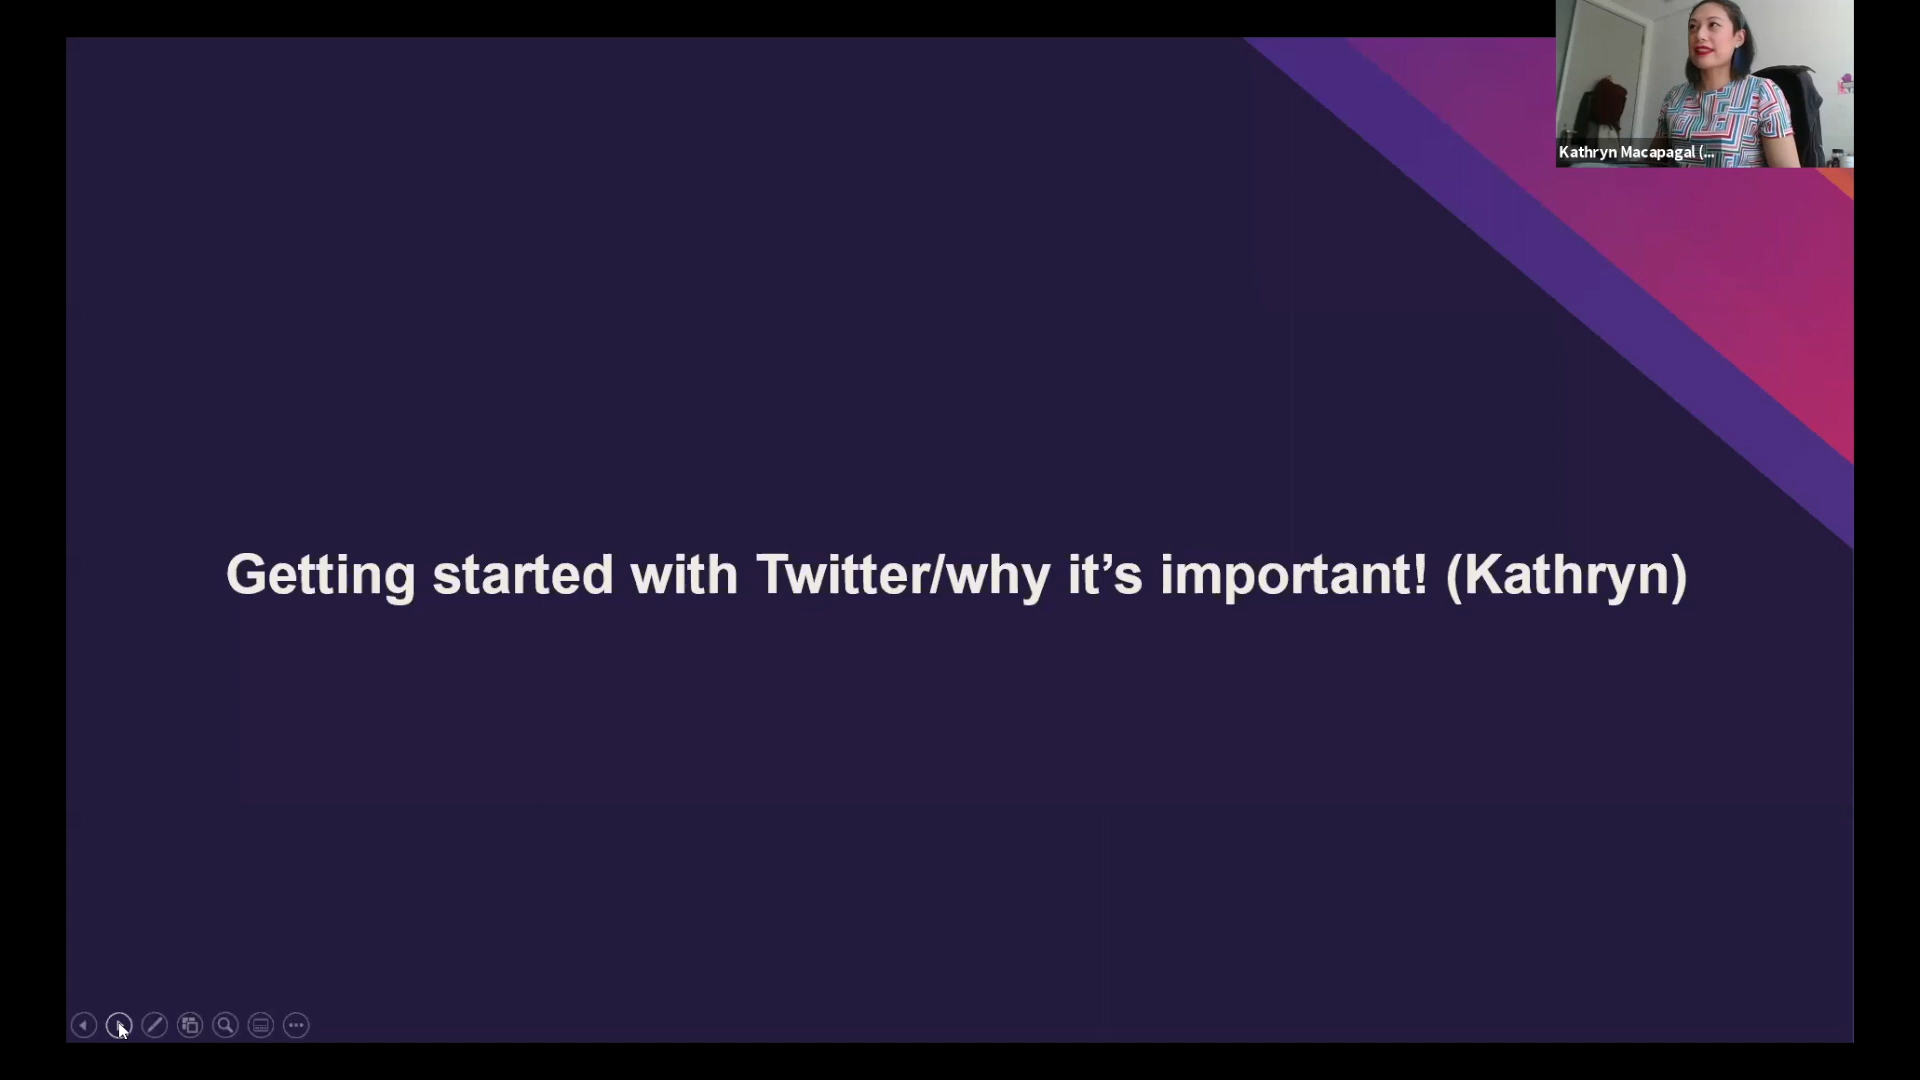 Kathryn Macapagal (...
Getting started with Twitter/why it’s important! (Kathryn)